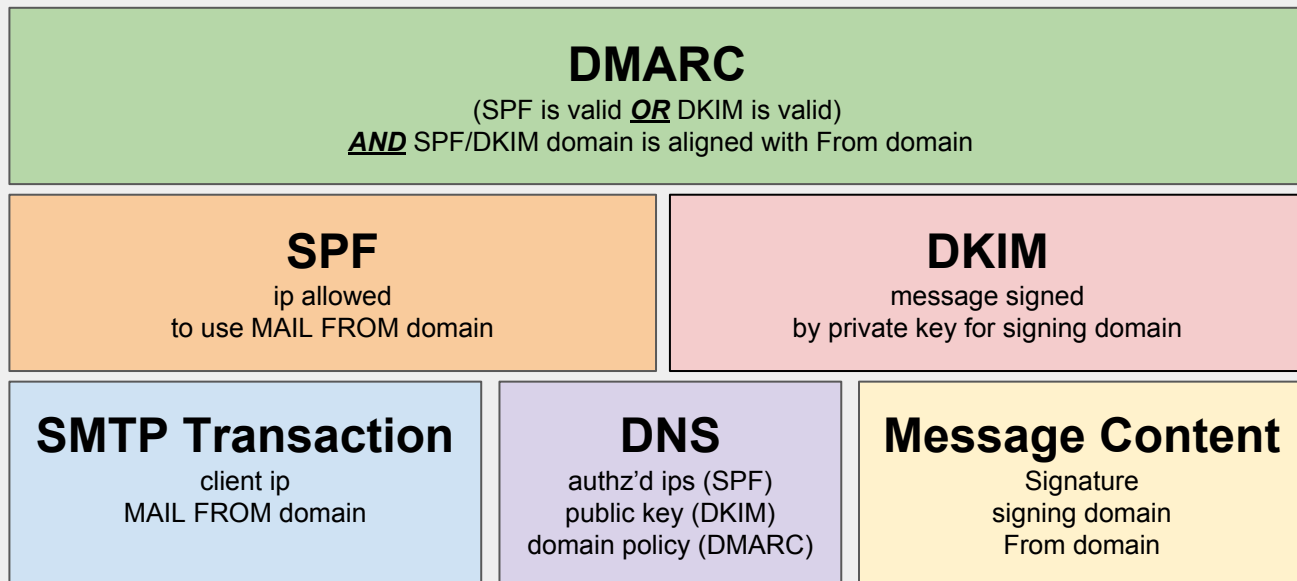 DMARC
(SPF is valid OR DKIM is valid)
AND SPF/DKIM domain is aligned with From domain
SPF
ip allowed
to use MAIL FROM domain
DKIM
message signed
by private key for signing domain
SMTP Transaction
client ip
MAIL FROM domain
DNS
authz’d ips (SPF)
public key (DKIM)
domain policy (DMARC)
Message Content
Signature
signing domain
From domain